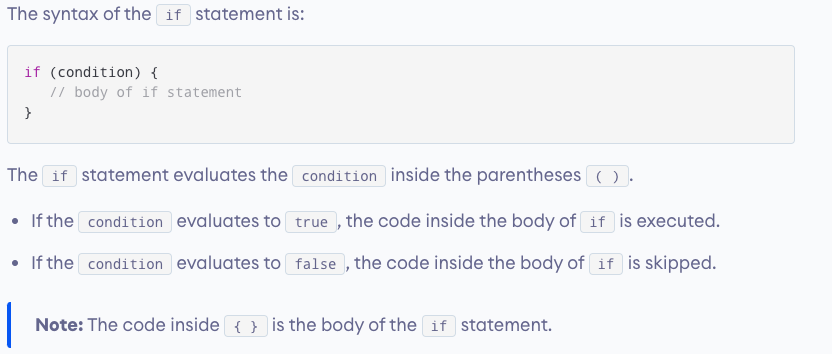 The syntax of the if statement is:
if (condition) {
// body of if statement
}
The if statement evaluates the condition inside the parentheses ( ).
• If the condition evaluates to true, the code inside the body of if is executed.
• If the condition evaluates to false, the code inside the body of if is skipped.
Note: The code inside { } is the body of the if statement.